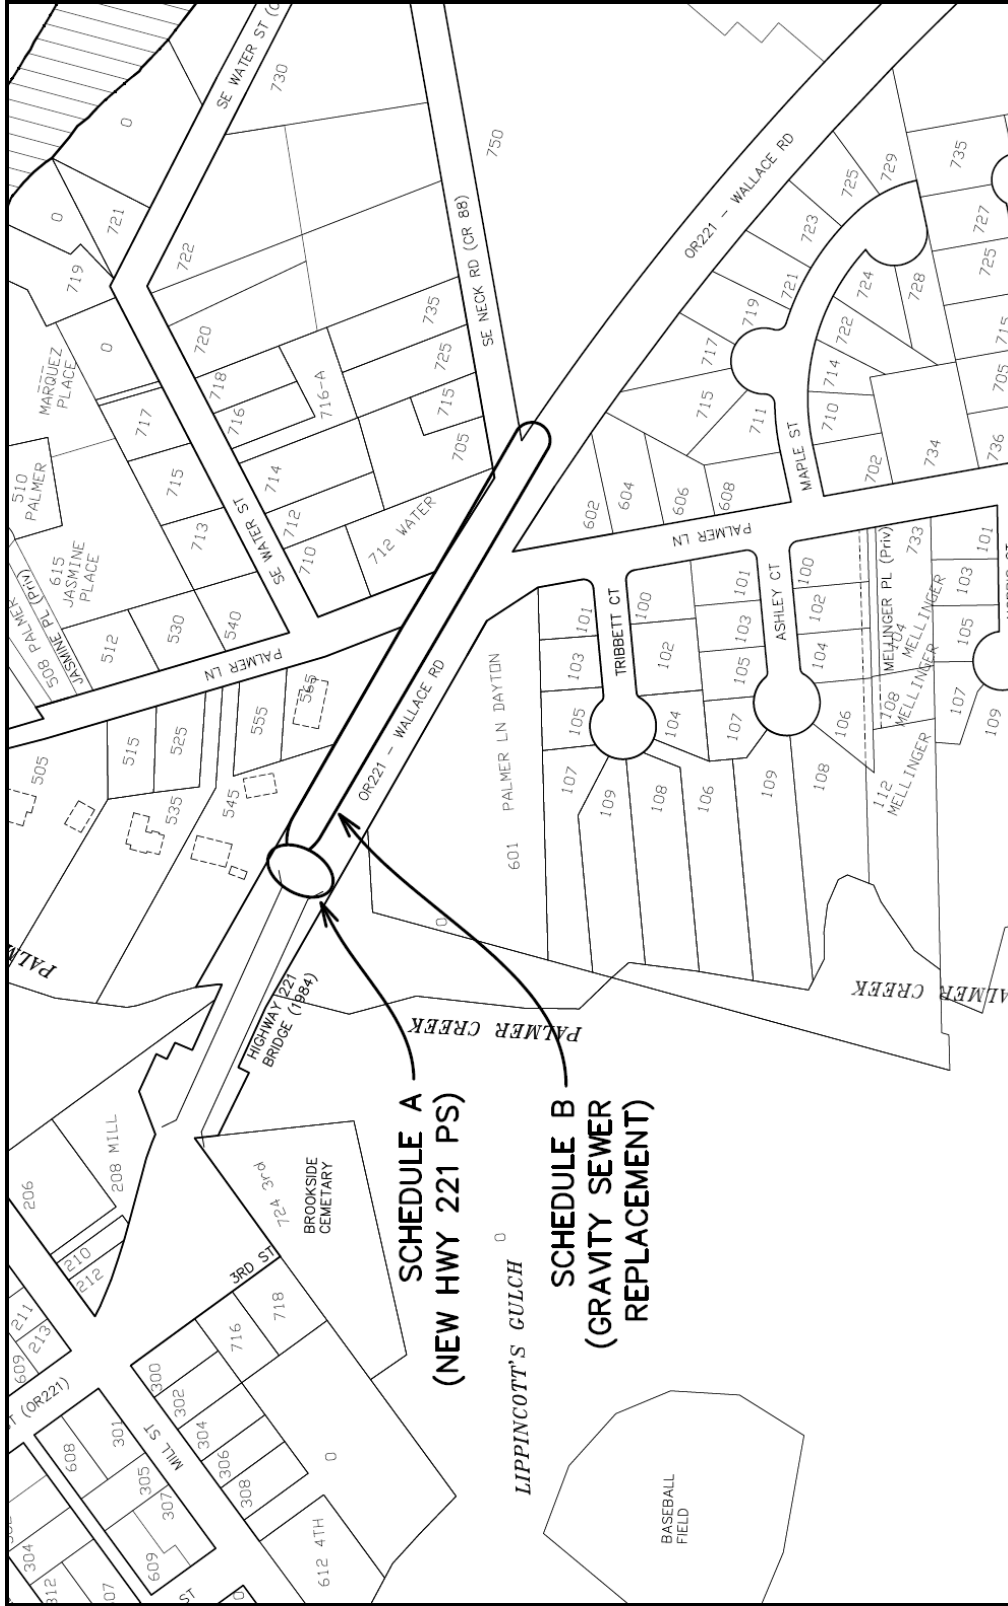 SE WATER ST
730
0
750
0
721
722
719
SE NECK RD (CR 88)
OR221 - WALLACE RD
725
729
735
723
727
724
728
725
721
719
722
715
MARQUEZ
PLACE
0
720
735
717
714
705
718
716-A
725
715
716
717
715
711
710
MAPLE ST
702
734
736
510
PALMER
715
714
705
602
604
606
608
713
SE WATER ST
712
710
712 WATER
PALMER LN
733
101
615
JASMINE
PLACE
JASMINE PL (Priv)
508 PALMER
512
530
540
PALMER LN
101
100
TRIBBETT CT
103
102
105
104
101
103
105
107
ASHLEY CT
100
102
104
106
MELLINGER PL (Priv)
104
MELLINGER
108
MELLINGER
112
MELLINGER
103
105
107
109
565
555
525
515
505
535
545
OR221 - WALLACE RD
601 PALMER LN DAYTON
107
109
108
106
109
108
0
PALMER CREEK
PALMER CREEK
HIGHWAY 221
BRIDGE (1984)
SCHEDULE A
(NEW HWY 221 PS)
SCHEDULE B
(GRAVITY SEWER
REPLACEMENT)
206
208 MILL
210
212
724 3rd
BROOKSIDE
CEMETARY
3RD ST
718
716
211
213
609
(OR221)
300
302
304
306
308
0
0
LIPPINCOTT'S GULCH
608
301
MILL ST
305
307
609
304
612 4TH
ST
0
BASEBALL
FIELD